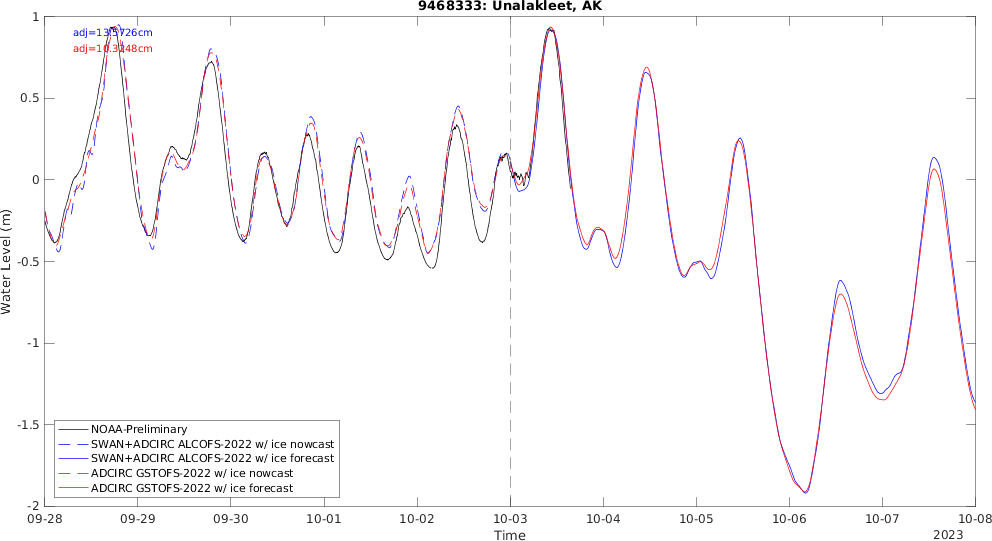 9468333: Unalakleet, AK
adj=13.5726cm
adj=10.3248cm
Water Level (m)
1
0.5
0
-0.5
-1
-1.5
-2
NOAA-Preliminary
SWAN+ADCIRC ALCOFS-2022 w/ ice nowcast
SWAN+ADCIRC ALCOFS-2022 w/ ice forecast
ADCIRC GSTOFS-2022 w/ ice nowcast
ADCIRC GSTOFS-2022 w/ ice forecast
09-28 09-29 09-30 10-01 10-02 10-03 10-04 10-05 10-06 10-07 10-08
Time
2023